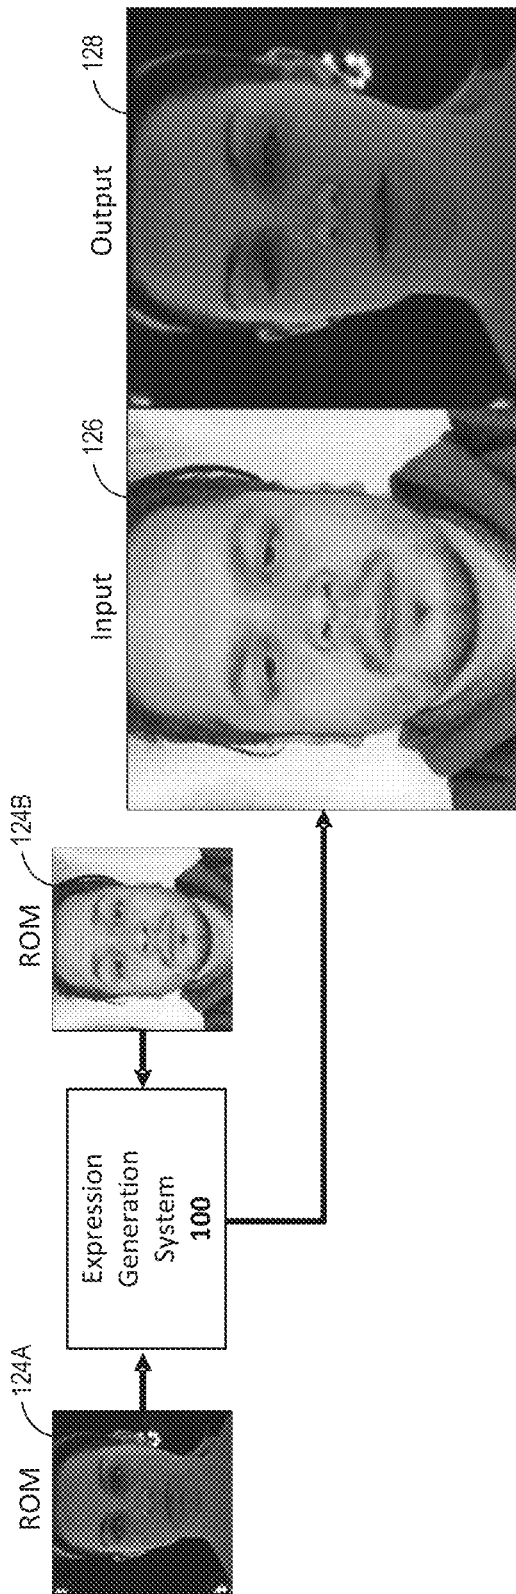 ROM
124A
Expression
Generation
System
100
ROM
124B
Input
126
Output
128